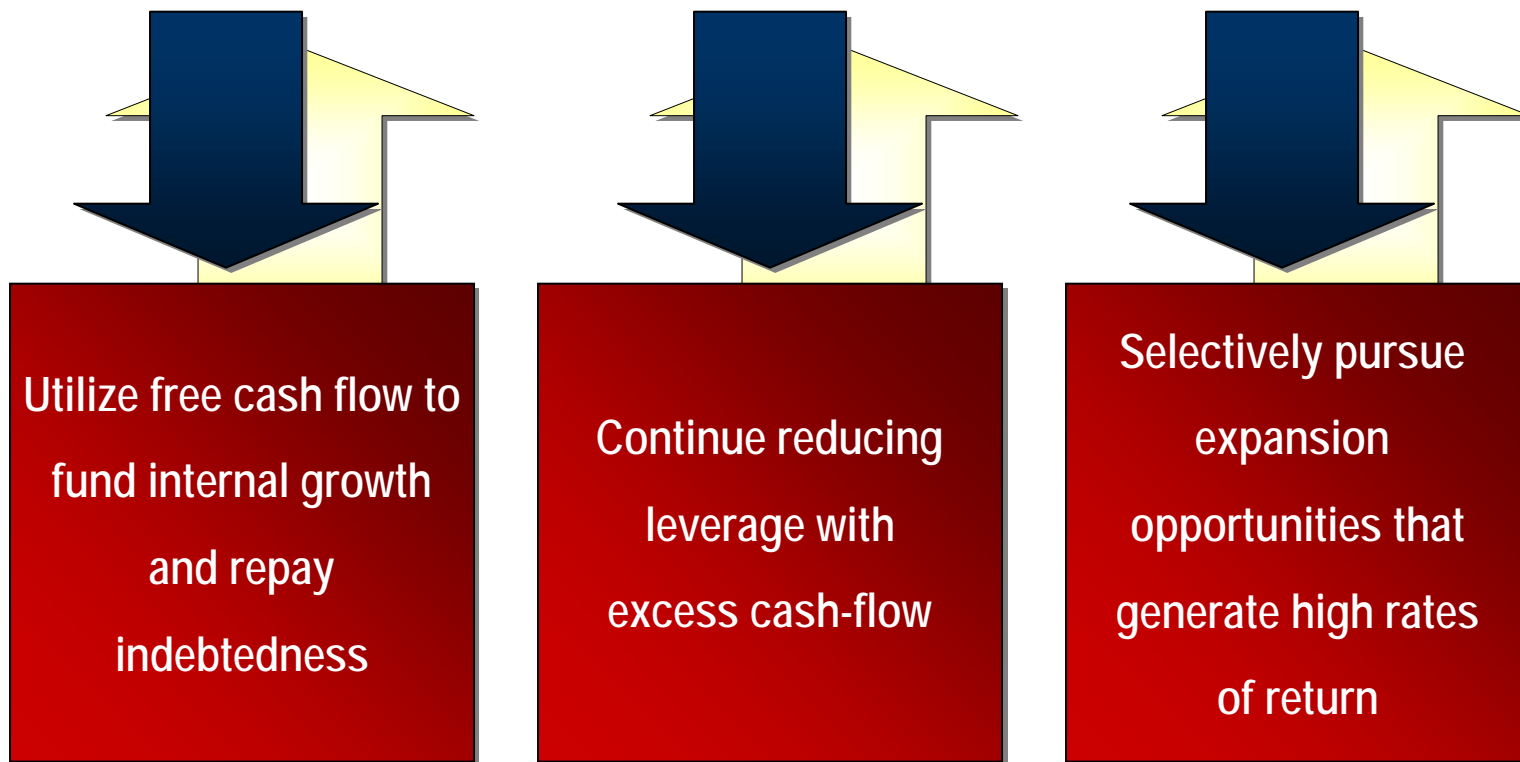 Utilize free cash flow to
fund internal growth
and repay
indebtedness
Continue reducing
leverage with
excess cash-flow
Selectively pursue
expansion
opportunities that
generate high rates
of return